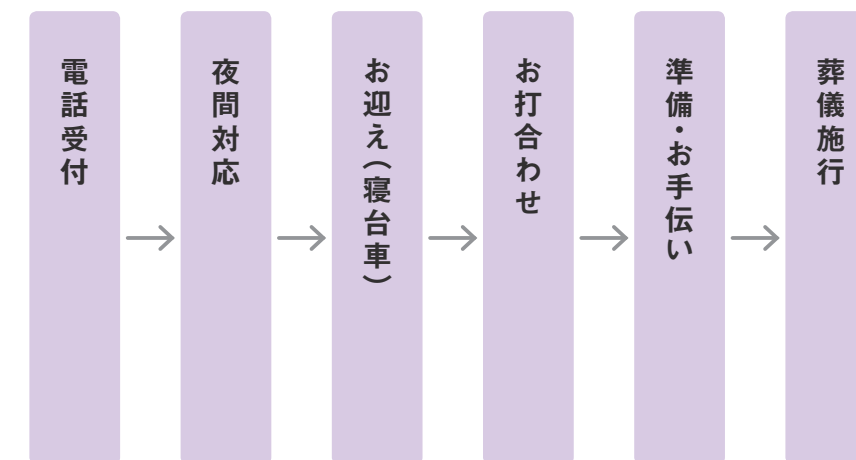 電話受付
夜間対応
お迎え（寝台車）
お打合わせ
準備・お手伝い
葬儀施行